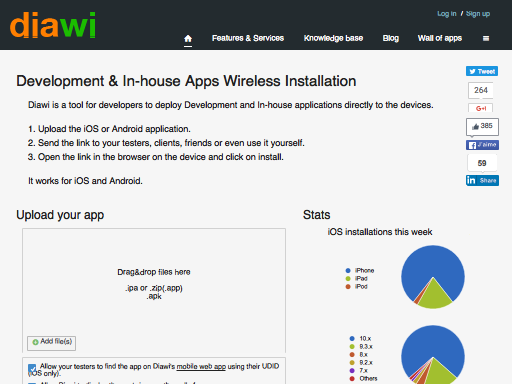 diawi
Log in / Sign up
Features & Services Knowledge base Blog Wall of apps
Development & In-house Apps Wireless Installation
Diawi is a tool for developers to deploy Development and In-house applications directly to the devices.
1. Upload the iOS or Android application.
2. Send the link to your testers, clients, friends or even use it yourself.
3. Open the link in the browser on the device and click on install.
It works for iOS and Android.
Tweet
264
G+1
385
J'aime
59
in Share
Upload your app
Drag&drop files here
.ipa or .zip(.app)
.apk
Add file(s)
Allow your testers to find the app on Diawi's mobile web app using their UDID
(iOS only).
Stats
iOS installations this week
iPhone
iPad
iPod
10.x
9.3.x
8.x
9.2.x
7.x
Others